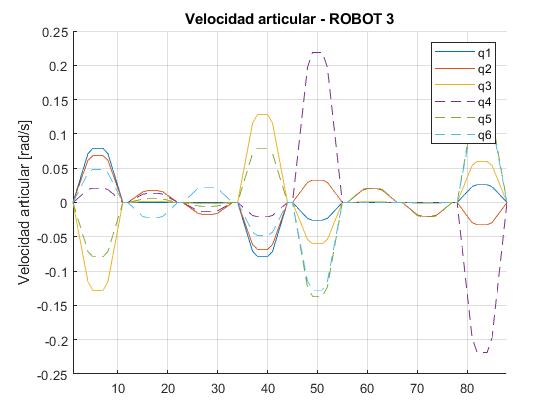 Velocidad articular - ROBOT 3
Velocidad articular [rad/s]
0.25
0.2
0.15
0.1
0.05
0
-0.05
-0.1
-0.15
-0.2
-0.25
10 20 30 40 50 60 70 80
q1
q2
q3
q4
q5
q6